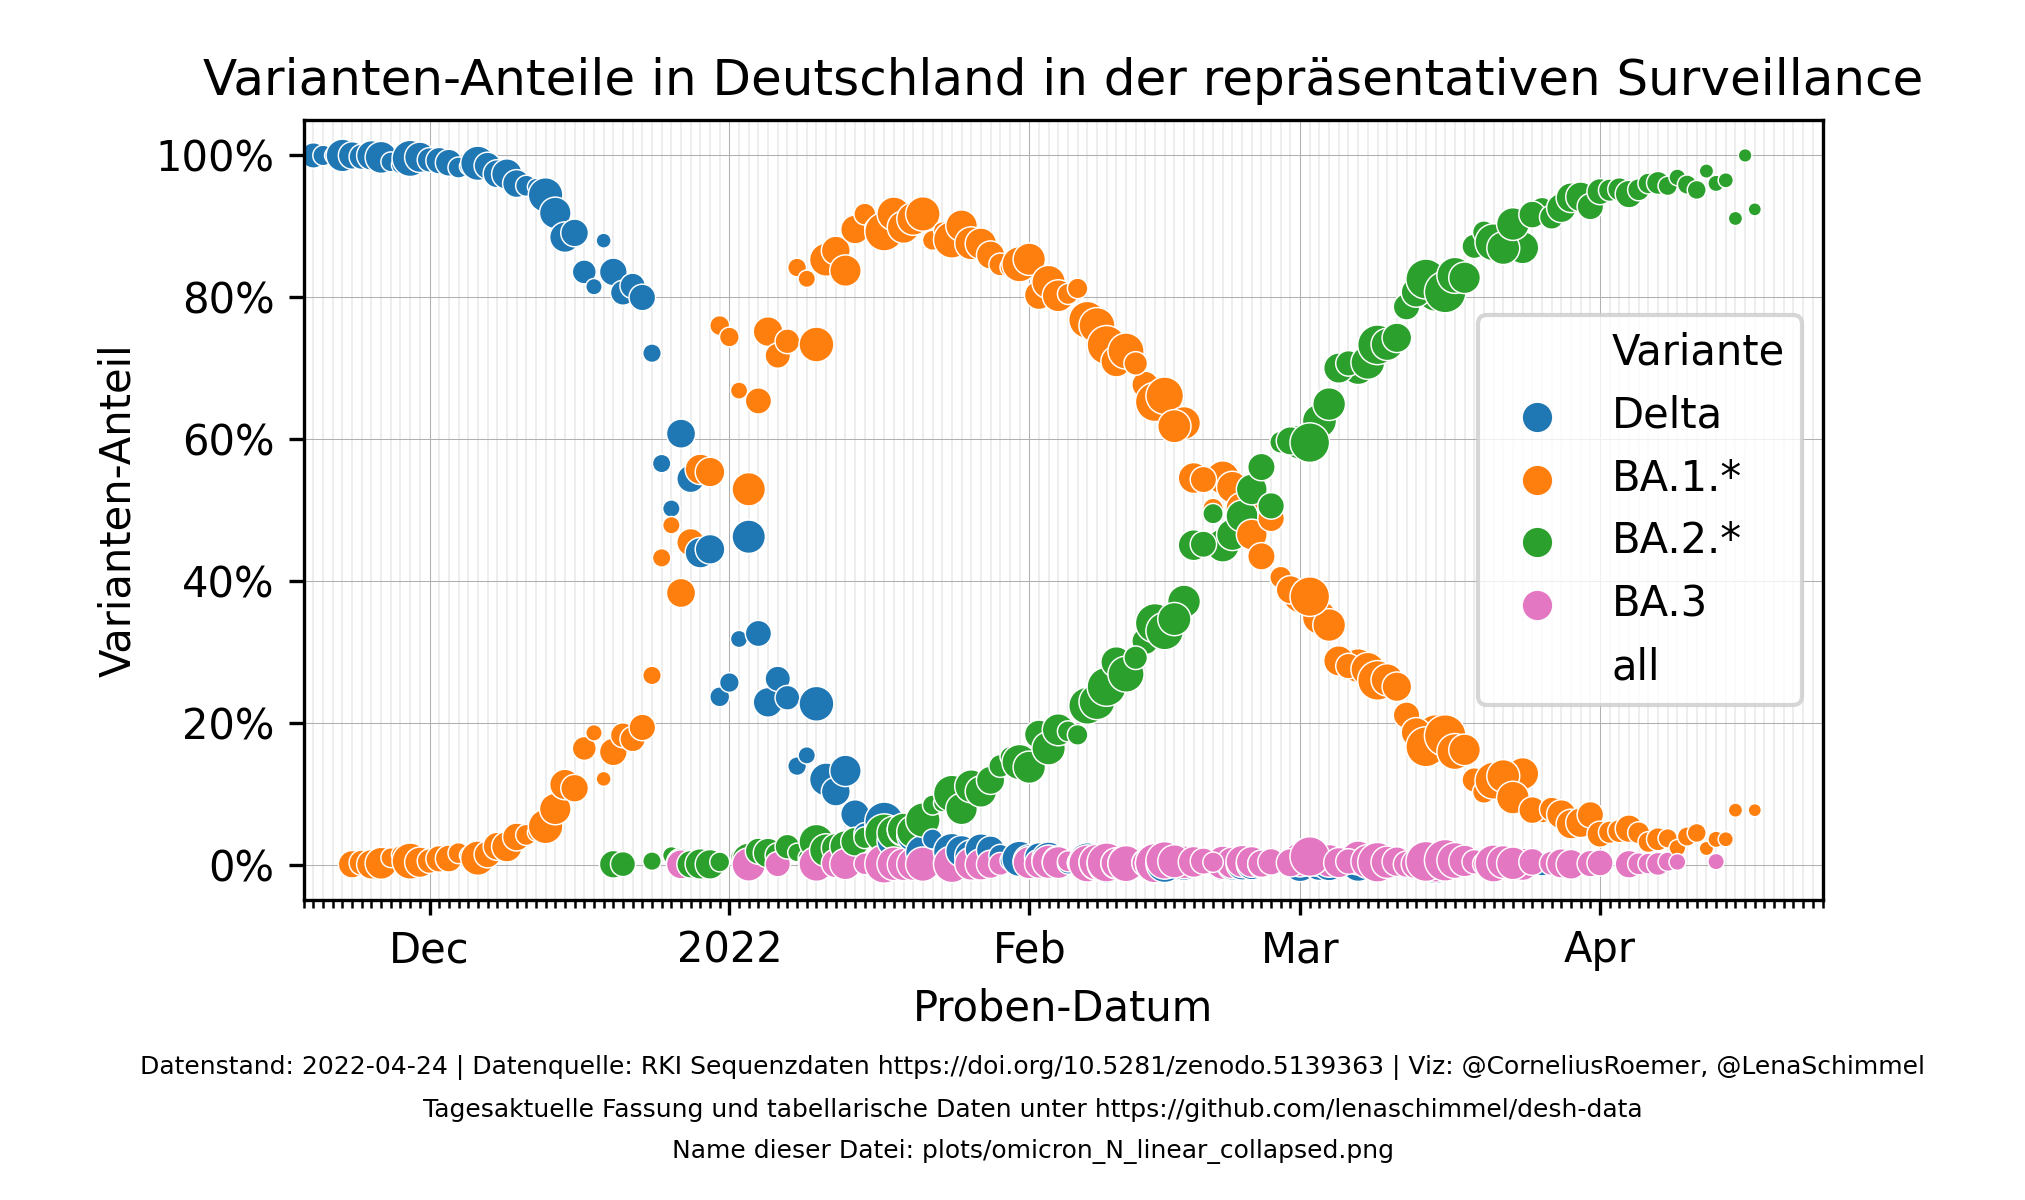 Varianten-Anteile in Deutschland in der repräsentativen Surveillance
Varianten-Anteil
100%
80%
60%
40%
20%
0%
Variante
Delta
BA.1.*
BA.2.*
BA.3
all
Dec
2022
Feb
Mar
Apr
Proben-Datum
Datenstand: 2022-04-24 | Datenquelle: RKI Sequenzdaten https://doi.org/10.5281/zenodo.5139363 | Viz: @CorneliusRoemer, @LenaSchimmel
Tagesaktuelle Fassung und tabellarische Daten unter https://github.com/lenaschimmel/desh-data
Name dieser Datei: plots/omicron_N_linear_collapsed.png